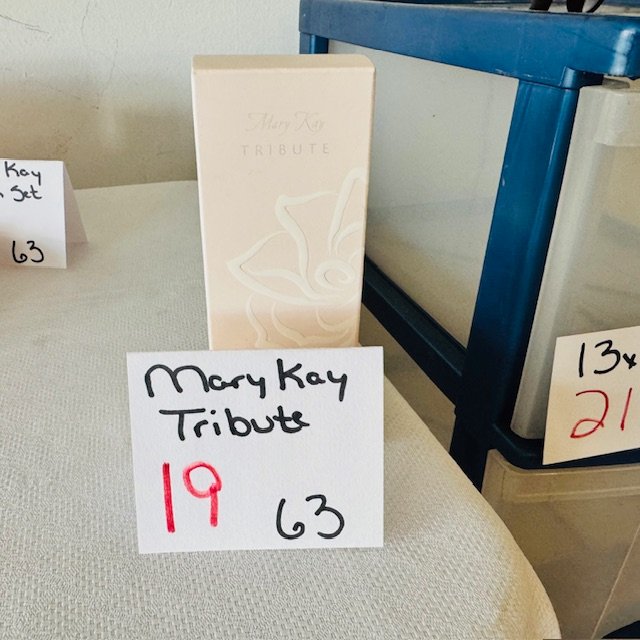 Kay
Set
63
Mary Kay
TRIBUTE
Mary Kay
Tribute
19
63
13x
21